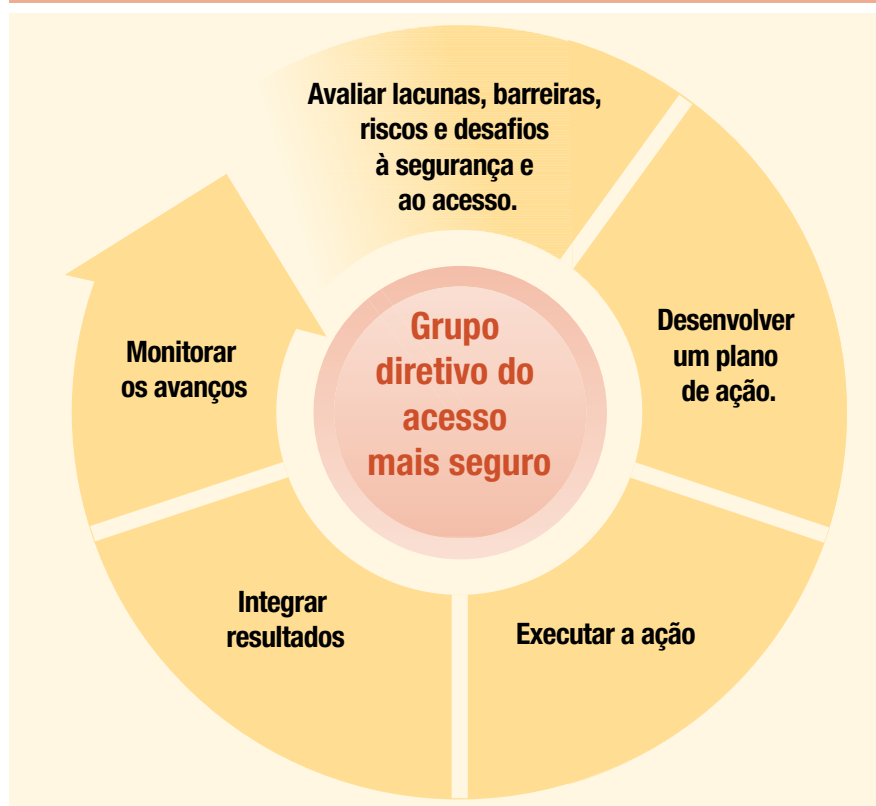 Avaliar lacunas, barreiras,
riscos e desafios
à segurança e
ao acesso.
Desenvolver
um plano
de ação.
Executar a ação
Integrar
resultados
Monitorar
os avanços
Grupo
diretivo do
acesso
mais seguro